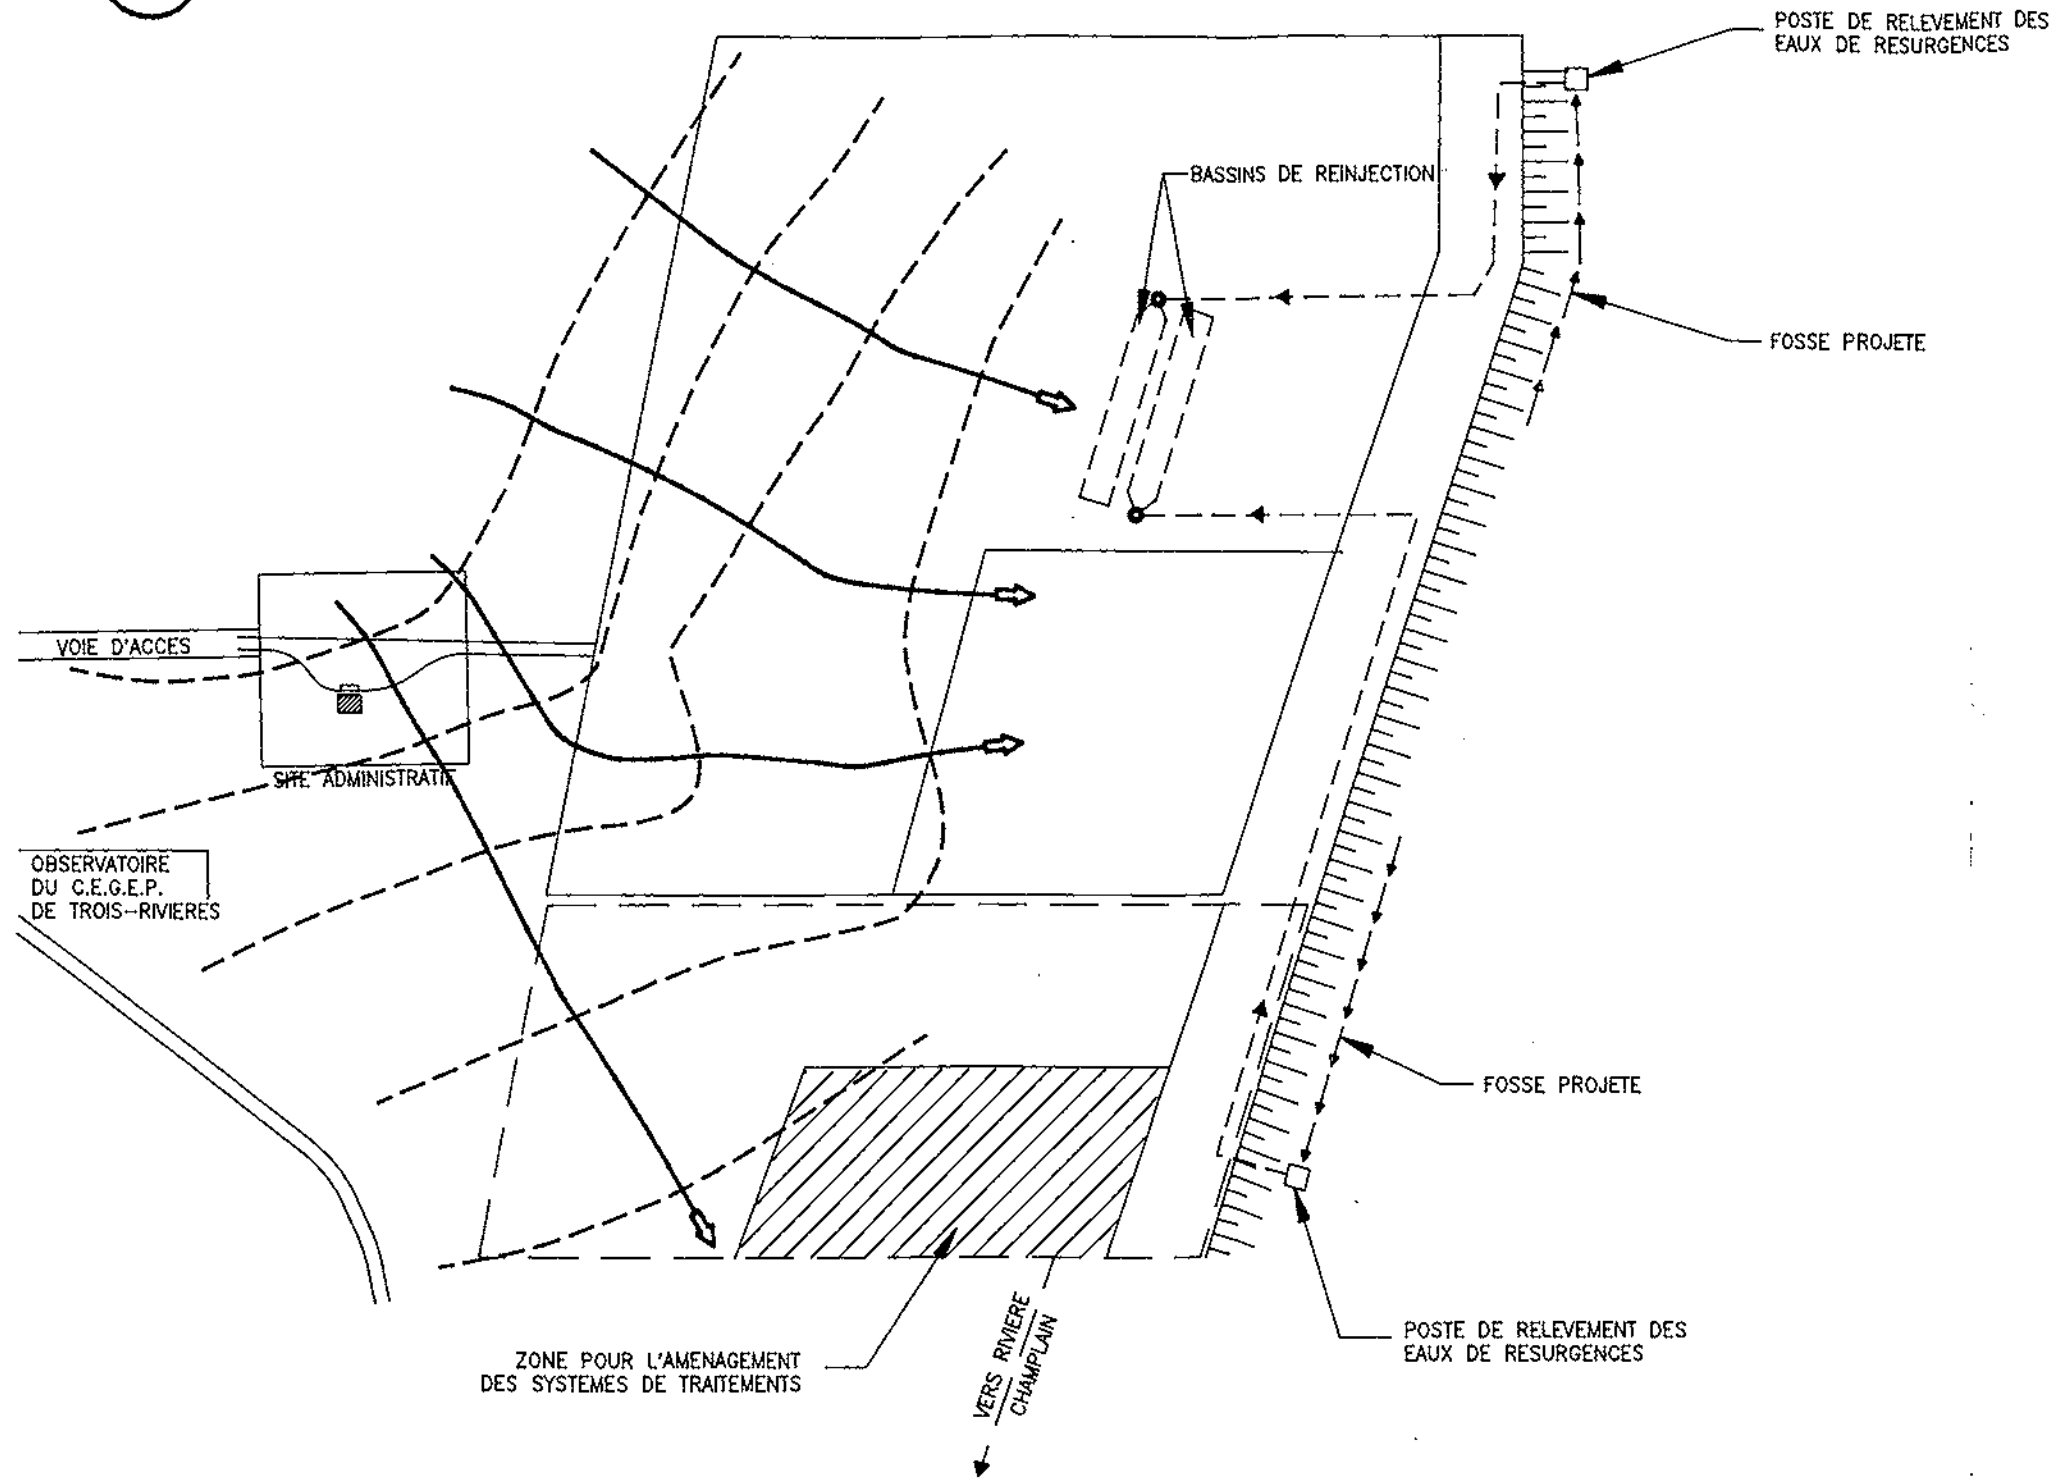 POSTE DE RELEVEMENT DES
EAUX DE RESURGENCES
BASSINS DE REINJECTION
FOSSE PROJETE
VOIE D'ACCES
SITE ADMINISTRATIF
OBSERVATOIRE
DU C.E.G.E.P.
DE TROIS-RIVIERES
FOSSE PROJETE
POSTE DE RELEVEMENT DES
EAUX DE RESURGENCES
ZONE POUR L'AMENAGEMENT
DES SYSTEMES DE TRAITEMENTS
VERS RIVIERE
CHAMPLAIN